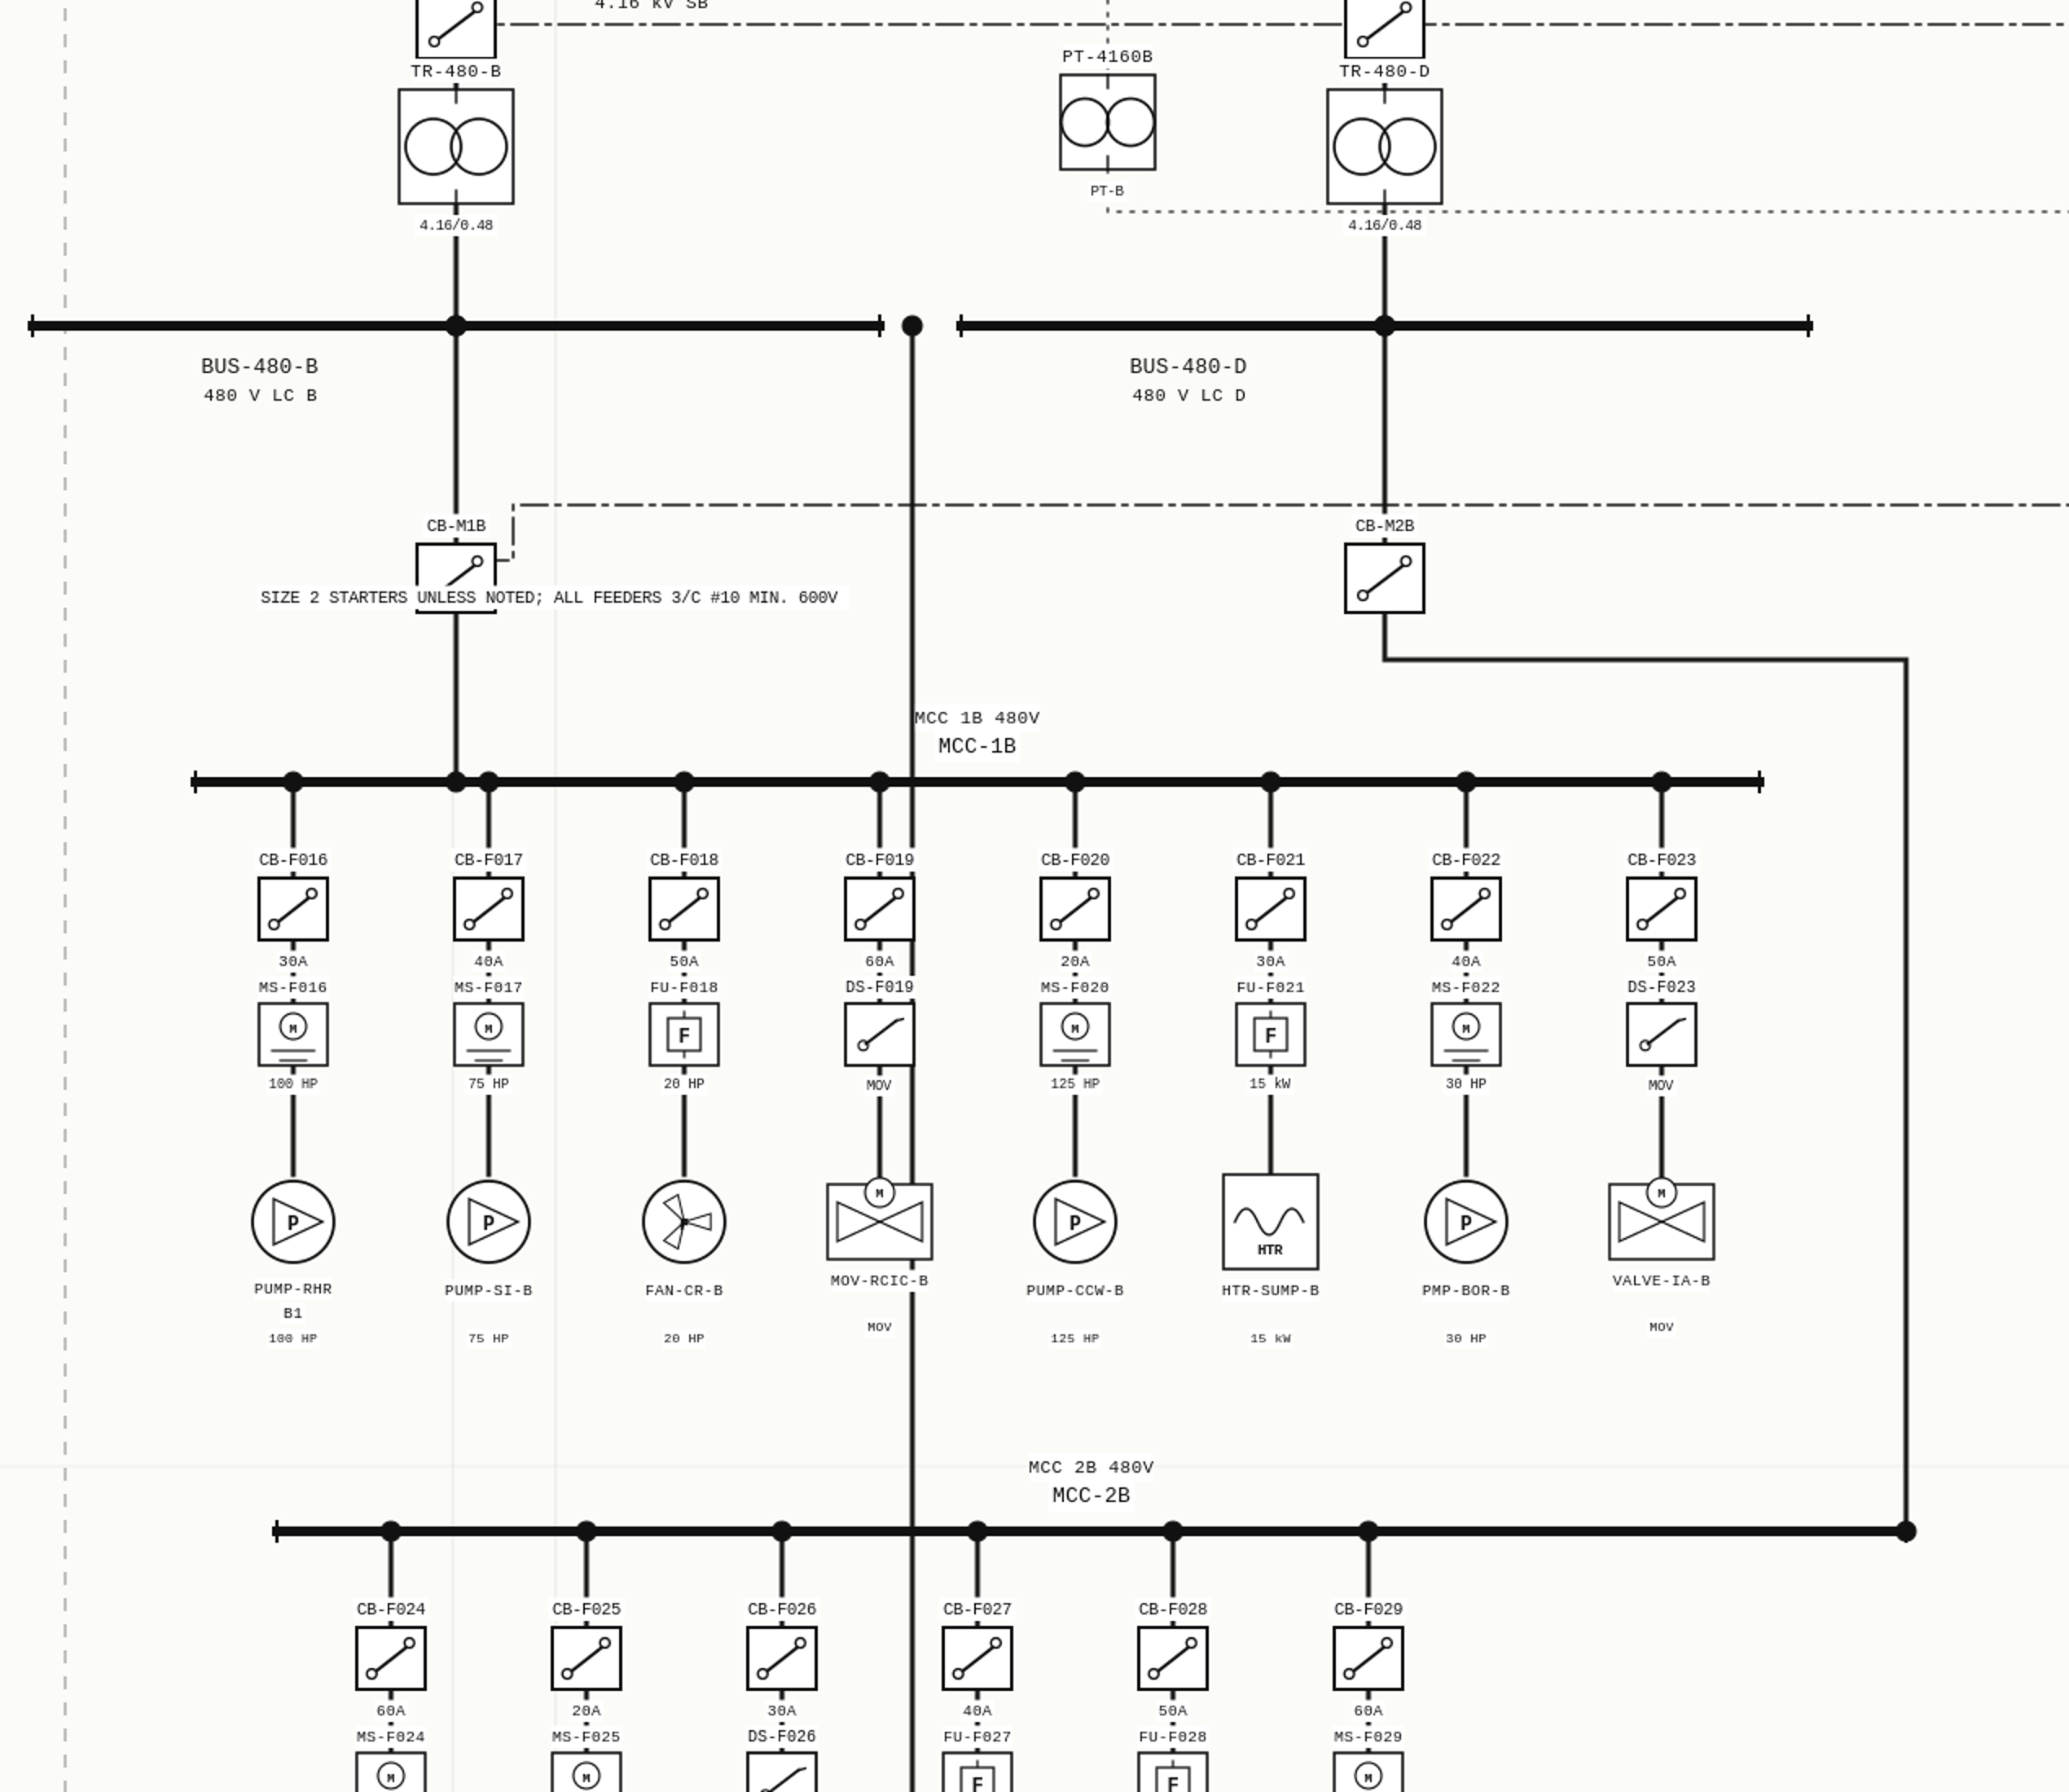 4.16 kV SB
TR-480-B
PT-4160B
TR-480-D
PT-B
4.16/0.48
4.16/0.48
BUS-480-B
480 V LC B
BUS-480-D
480 V LC D
CB-M1B
CB-M2B
SIZE 2 STARTERS UNLESS NOTED; ALL FEEDERS 3/C #10 MIN. 600V
MCC 1B 480V
MCC-1B
CB-F016 CB-F017 CB-F018 CB-F019 CB-F020 CB-F021 CB-F022 CB-F023
30A 40A 50A 60A 20A 30A 40A 50A
MS-F016 MS-F017 FU-F018 DS-F019 MS-F020 FU-F021 MS-F022 DS-F023
M M F M F M
100 HP 75 HP 20 HP MOV 125 HP 15 kW 30 HP MOV
M M
P P P HTR P
PUMP-RHR PUMP-SI-B FAN-CR-B MOV-RCIC-B PUMP-CCW-B HTR-SUMP-B PMP-BOR-B VALVE-IA-B
B1
100 HP 75 HP 20 HP MOV 125 HP 15 kW 30 HP MOV
MCC 2B 480V
MCC-2B
CB-F024 CB-F025 CB-F026 CB-F027 CB-F028 CB-F029
60A 20A 30A 40A 50A 60A
MS-F024 MS-F025 DS-F026 FU-F027 FU-F028 MS-F029
M M F F M